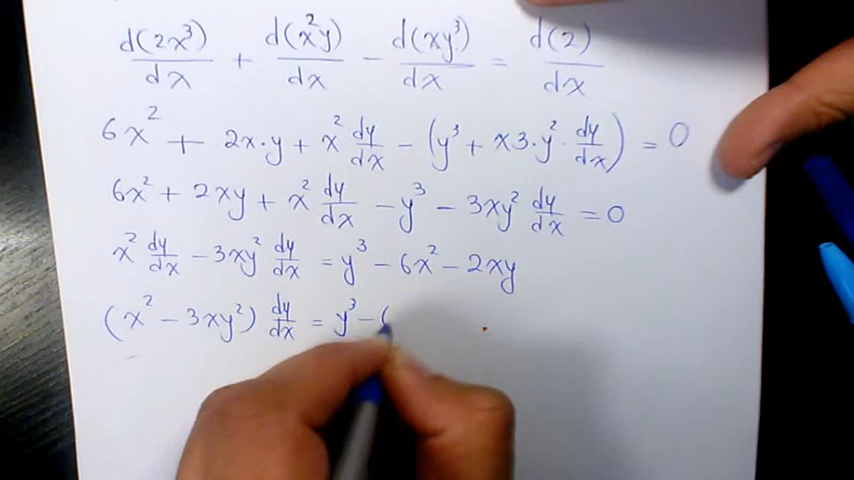 d(2x³)/dx + d(x²y)/dx − d(xy³)/dx = d(2)/dx
6x² + 2x·y + x² dy/dx − (y³ + x3·y²· dy/dx) = 0
6x² + 2xy + x² dy/dx − y³ − 3xy² dy/dx = 0
x² dy/dx − 3xy² dy/dx = y³ − 6x² − 2xy
(x² − 3xy²) dy/dx = y³ −